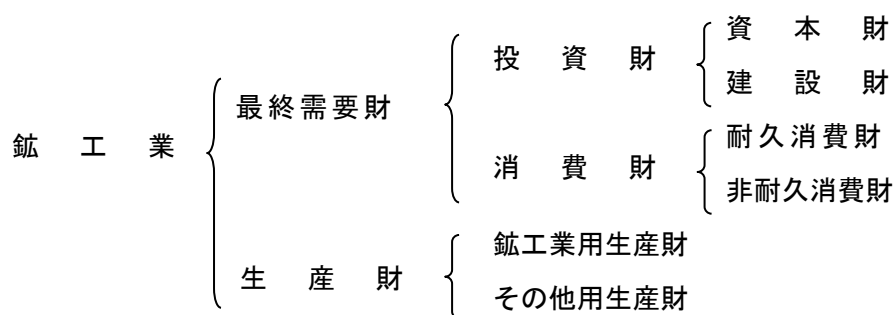 鉱工業
最終需要財
投資財
資本財
建設財
消費財
耐久消費財
非耐久消費財
生産財
鉱工業用生産財
その他用生産財